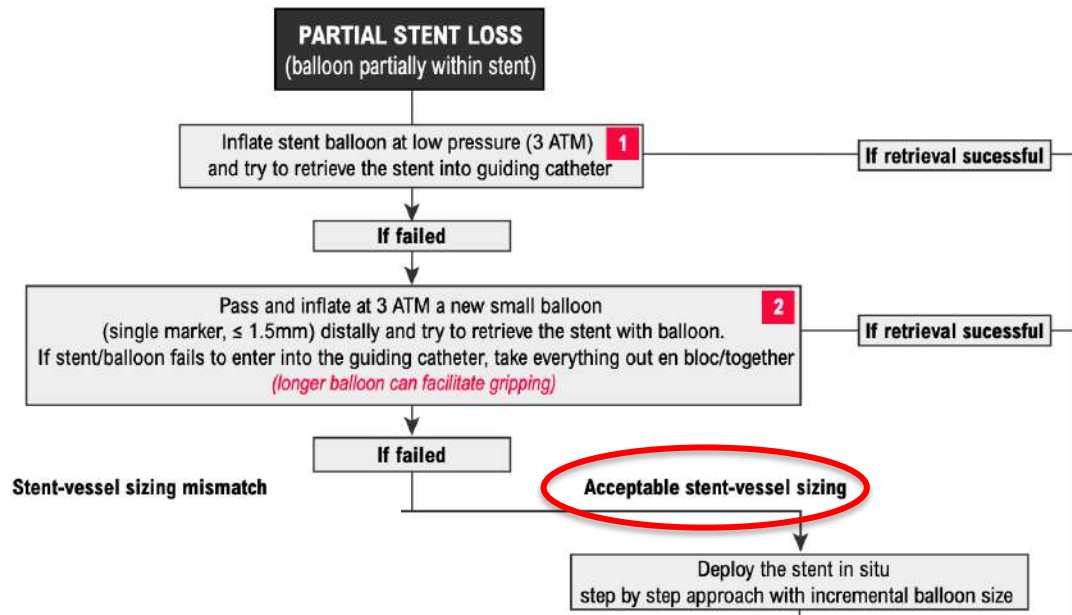 PARTIAL STENT LOSS
(balloon partially within stent)
Inflate stent balloon at low pressure (3 ATM)
and try to retrieve the stent into guiding catheter
1
If retrieval sucessful
If failed
Pass and inflate at 3 ATM a new small balloon
(single marker, ≤ 1.5mm) distally and try to retrieve the stent with balloon.
If stent/balloon fails to enter into the guiding catheter, take everything out en bloc/together
(longer balloon can facilitate gripping)
2
If retrieval sucessful
If failed
Stent-vessel sizing mismatch
Acceptable stent-vessel sizing
Deploy the stent in situ
step by step approach with incremental balloon size